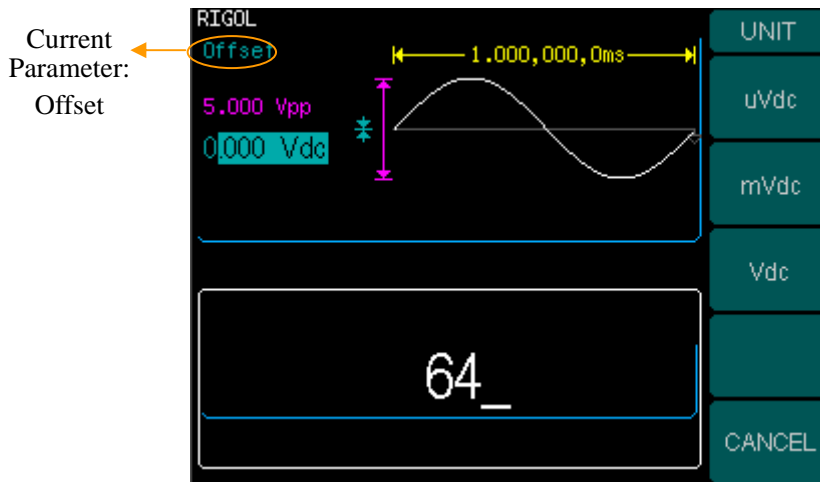 Current
Parameter:
Offset
RIGOL
Offset
1.000,000,0ms
5.000 Vpp
0.000 Vdc
64_
UNIT
uVdc
mVdc
Vdc
CANCEL